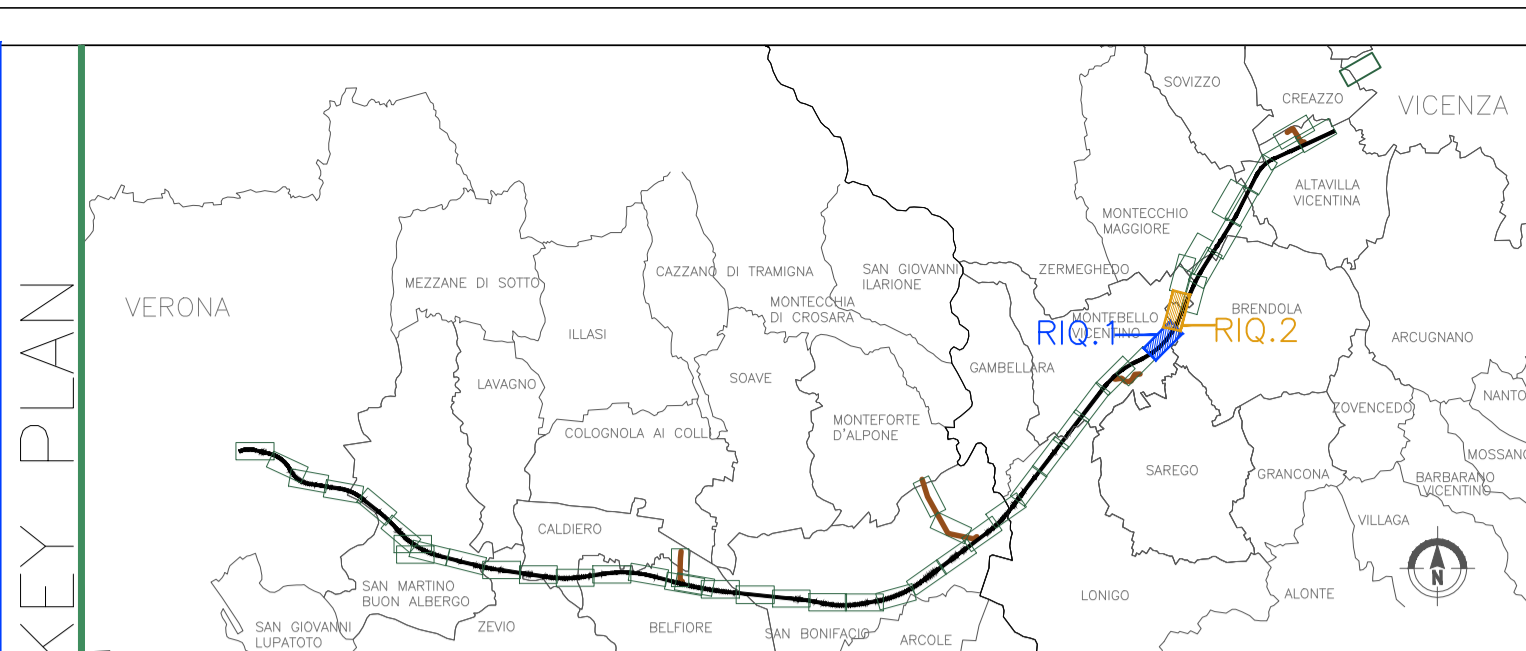 KEY PLAN
SOVIZZO
CREAZZO
VICENZA
ALTAVILLA
VICENTINA
MONTECCHIO
MAGGIORE
ZERMEGHEDO
SAN GIOVANNI
ILARIONE
CAZZANO DI TRAMIGNA
MONTECCHIA
DI CROSARA
MEZZANE DI SOTTO
VERONA
ILLASI
MONTEBELLO
VICENTINO
BRENDOLA
RIQ.1
RIQ.2
ARCUGNANO
GAMBELLARA
SOAVE
LAVAGNO
NANTO
ZOVENCEDO
MONTEFORTE
D'ALPONE
COLOGNOLA AI COLLI
MOSSANO
SAREGO
GRANCONA
BARBARANO
VICENTINO
VILLAGA
CALDIERO
N
SAN MARTINO
BUON ALBERGO
LONIGO
ALONTE
SAN GIOVANNI
LUPATOTO
ZEVIO
BELFIORE
SAN BONIFACIO
ARCOLE